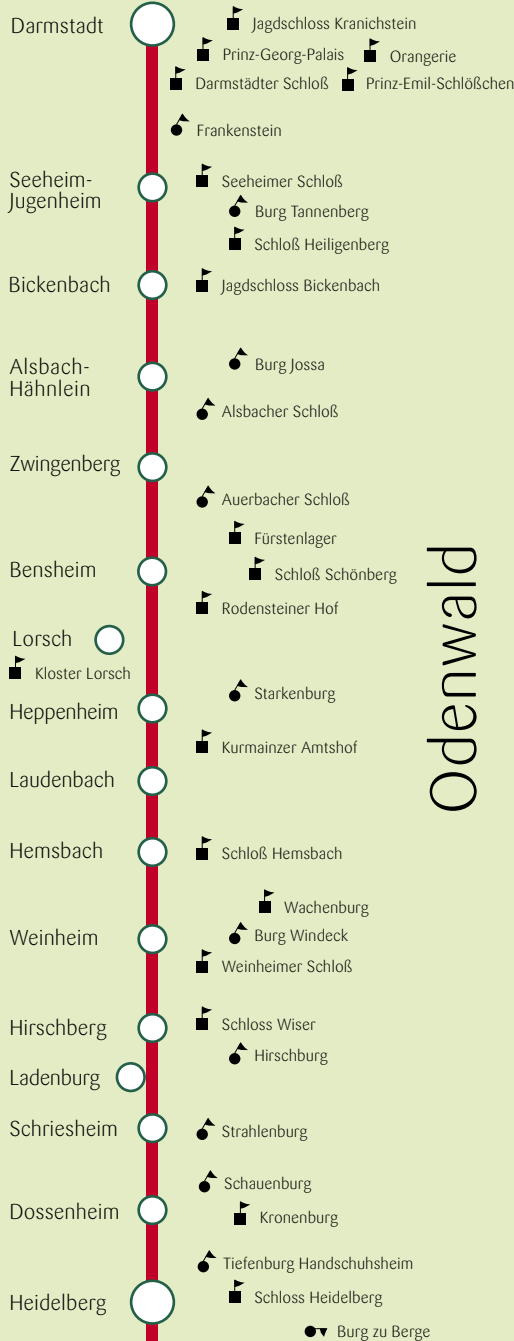 Darmstadt
Jagdschloss Kranichstein
Prinz-Georg-Palais
Orangerie
Darmstädter Schloß
Prinz-Emil-Schlößchen
Frankenstein
Seeheim-
Jugenheim
Seeheimer Schloß
Burg Tannenberg
Schloß Heiligenberg
Bickenbach
Jagdschloss Bickenbach
Alsbach-
Hähnlein
Burg Jossa
Alsbacher Schloß
Zwingenberg
Auerbacher Schloß
Fürstenlager
Bensheim
Schloß Schönberg
Rodensteiner Hof
Odenwald
Lorsch
Kloster Lorsch
Starkenburg
Heppenheim
Kurmainzer Amtshof
Laudenbach
Hemsbach
Schloß Hemsbach
Wachenburg
Weinheim
Burg Windeck
Weinheimer Schloß
Hirschberg
Schloss Wiser
Hirschburg
Ladenburg
Schriesheim
Strahlenburg
Schauenburg
Dossenheim
Kronenburg
Tiefenburg Handschuhsheim
Heidelberg
Schloss Heidelberg
Burg zu Berge